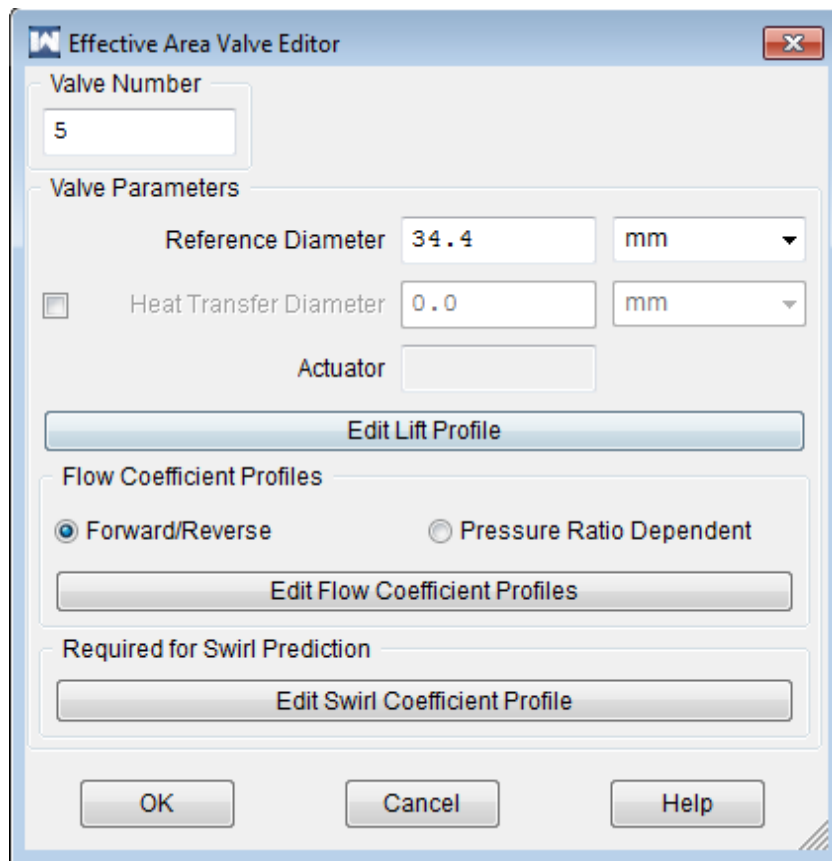 Effective Area Valve Editor
Valve Number
5
Valve Parameters
Reference Diameter 34.4 mm
Heat Transfer Diameter 0.0 mm
Actuator
Edit Lift Profile
Flow Coefficient Profiles
Forward/Reverse Pressure Ratio Dependent
Edit Flow Coefficient Profiles
Required for Swirl Prediction
Edit Swirl Coefficient Profile
OK Cancel Help